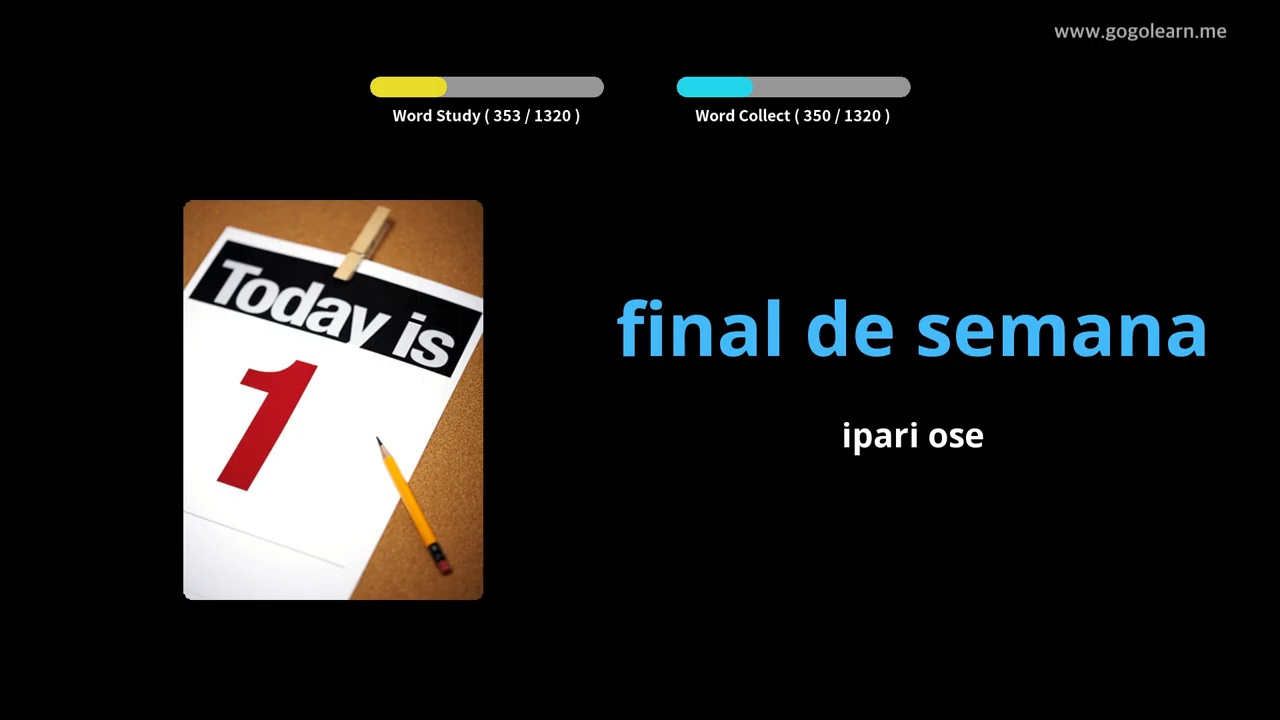 www.gogolearn.me
Word Study ( 353 / 1320 )
Word Collect ( 350 / 1320 )
Today is
1
final de semana
ipari ose